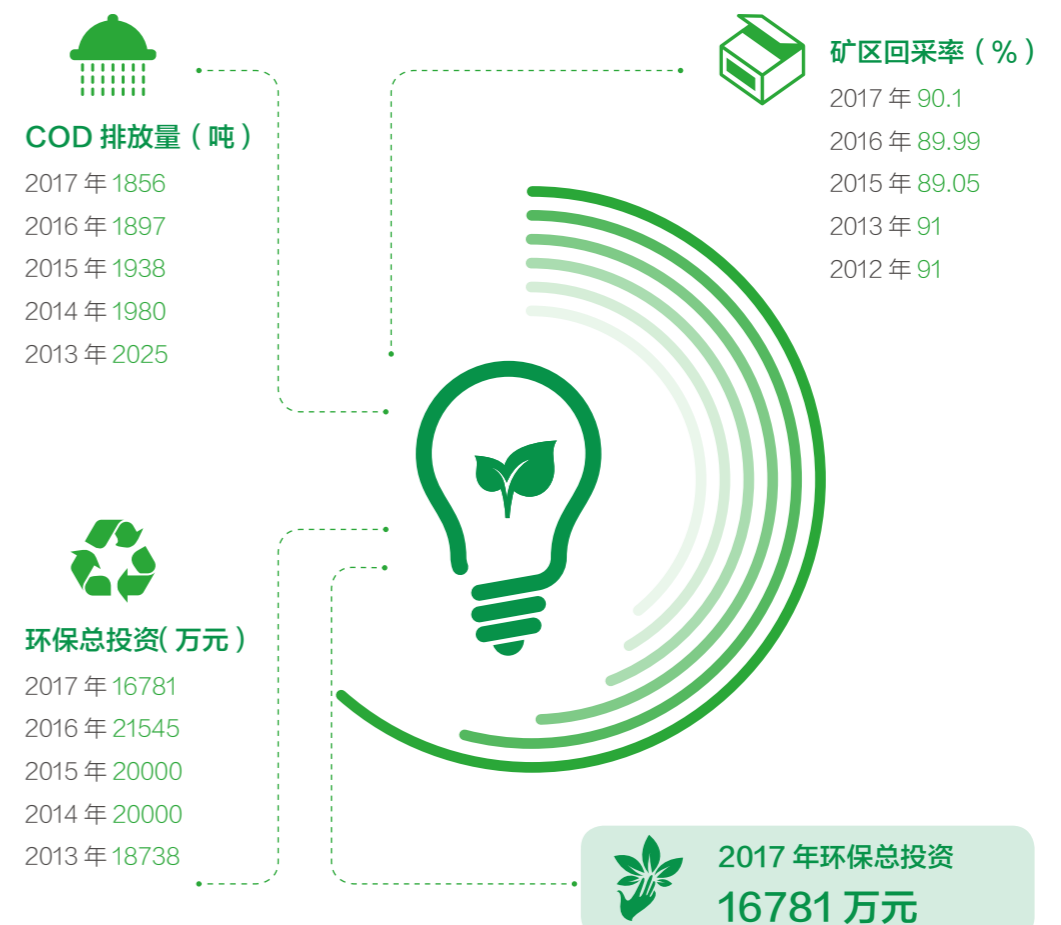 COD 排放量（吨）
2017 年 1856
2016 年 1897
2015 年 1938
2014 年 1980
2013 年 2025
矿区回采率（%）
2017 年 90.1
2016 年 89.99
2015 年 89.05
2013 年 91
2012 年 91
环保总投资（万元）
2017 年 16781
2016 年 21545
2015 年 20000
2014 年 20000
2013 年 18738
2017 年环保总投资
16781 万元